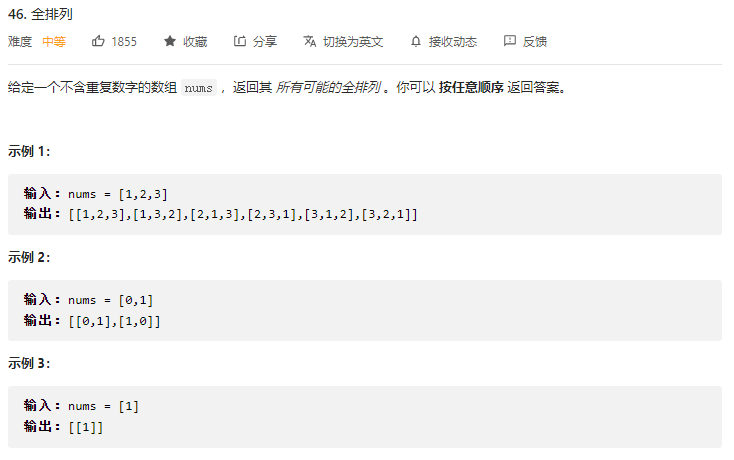 46. 全排列
难度 中等 1855 收藏 分享 切换为英文 接收动态 反馈
给定一个不含重复数字的数组 nums ，返回其 所有可能的全排列 。你可以 按任意顺序 返回答案。
示例 1：
输入：nums = [1,2,3]
输出：[[1,2,3],[1,3,2],[2,1,3],[2,3,1],[3,1,2],[3,2,1]]
示例 2：
输入：nums = [0,1]
输出：[[0,1],[1,0]]
示例 3：
输入：nums = [1]
输出：[[1]]